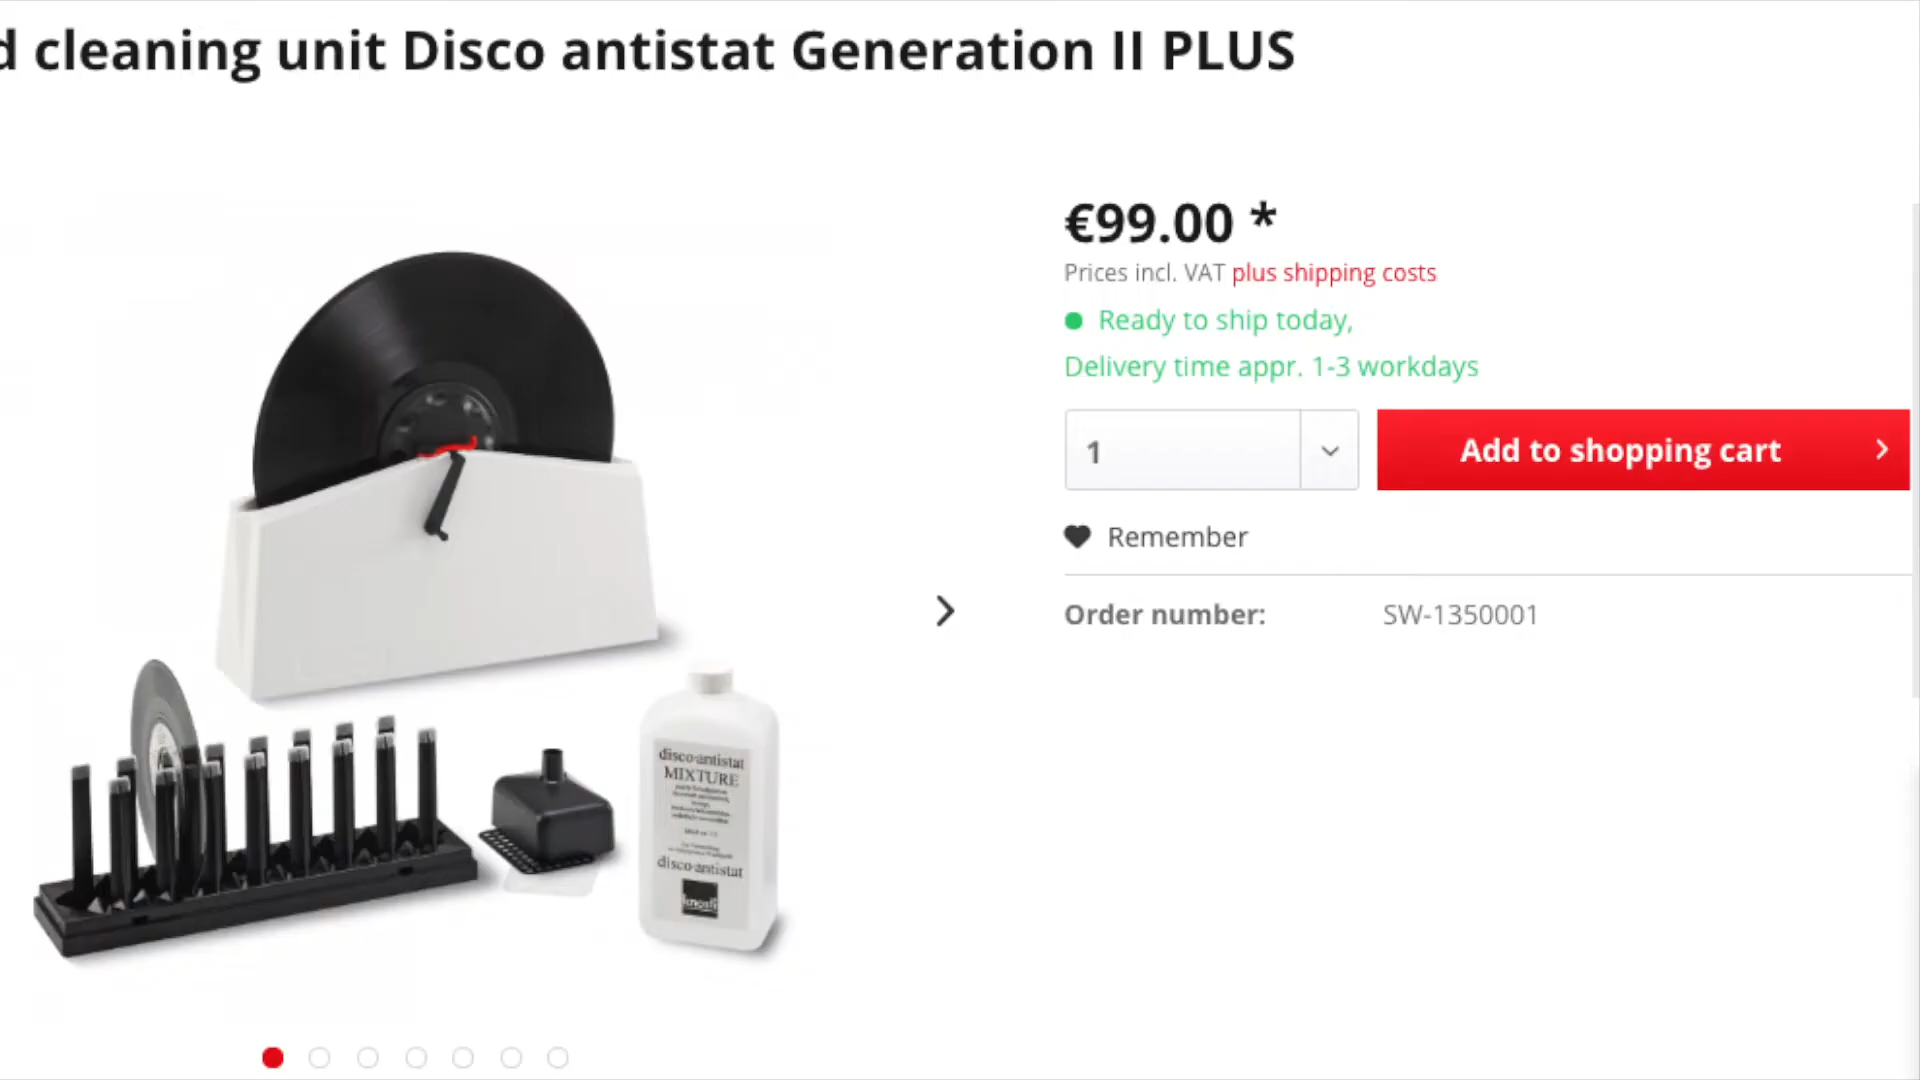 d cleaning unit Disco antistat Generation II PLUS
€99.00 *
Prices incl. VAT plus shipping costs
Ready to ship today,
Delivery time appr. 1-3 workdays
1
Add to shopping cart
Remember
Order number: SW-1350001
disco·antistat
MIXTURE
disco·antistat
knosti